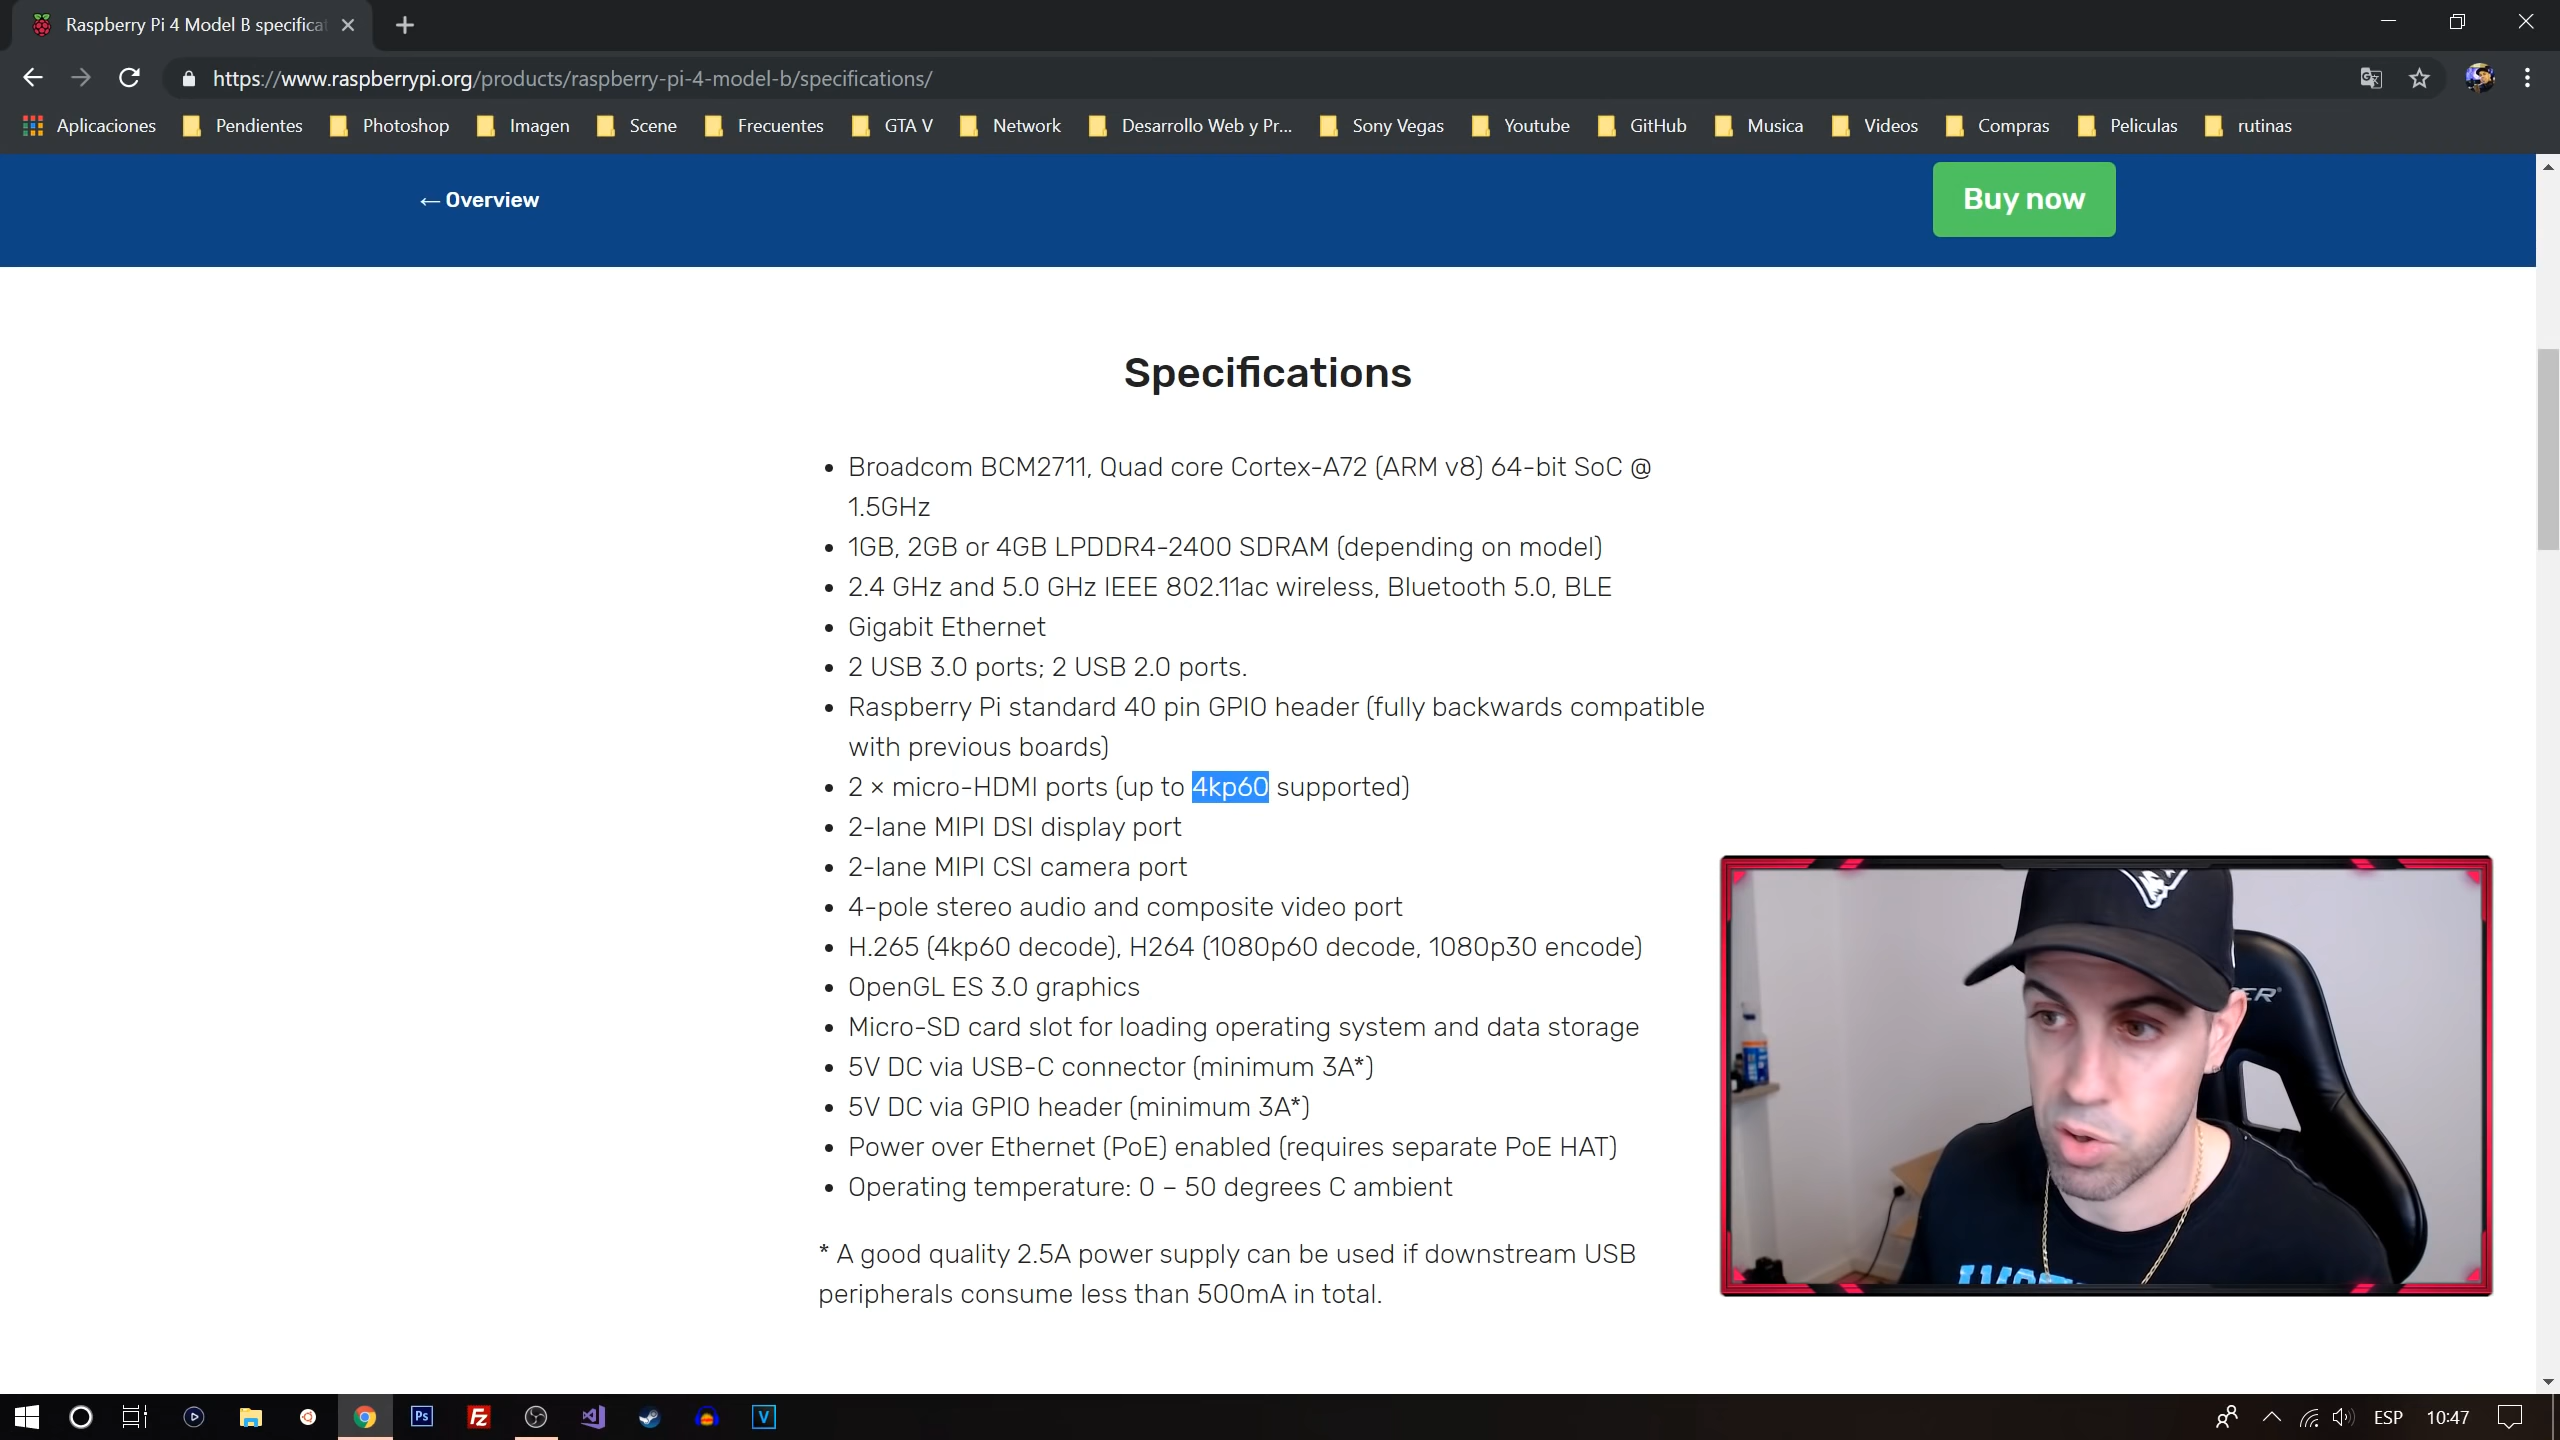 Raspberry Pi 4 Model B specificat
https://www.raspberrypi.org/products/raspberry-pi-4-model-b/specifications/
Aplicaciones Pendientes Photoshop Imagen Scene Frecuentes GTA V Network Desarrollo Web y Pr... Sony Vegas Youtube GitHub Musica Videos Compras Peliculas rutinas
← Overview
Buy now
Specifications
• Broadcom BCM2711, Quad core Cortex-A72 (ARM v8) 64-bit SoC @
1.5GHz
• 1GB, 2GB or 4GB LPDDR4-2400 SDRAM (depending on model)
• 2.4 GHz and 5.0 GHz IEEE 802.11ac wireless, Bluetooth 5.0, BLE
• Gigabit Ethernet
• 2 USB 3.0 ports; 2 USB 2.0 ports.
• Raspberry Pi standard 40 pin GPIO header (fully backwards compatible
with previous boards)
• 2 × micro-HDMI ports (up to 4kp60 supported)
• 2-lane MIPI DSI display port
• 2-lane MIPI CSI camera port
• 4-pole stereo audio and composite video port
• H.265 (4kp60 decode), H264 (1080p60 decode, 1080p30 encode)
• OpenGL ES 3.0 graphics
• Micro-SD card slot for loading operating system and data storage
• 5V DC via USB-C connector (minimum 3A*)
• 5V DC via GPIO header (minimum 3A*)
• Power over Ethernet (PoE) enabled (requires separate PoE HAT)
• Operating temperature: 0 – 50 degrees C ambient
* A good quality 2.5A power supply can be used if downstream USB
peripherals consume less than 500mA in total.
Ps
Fz
V
ESP
10:47